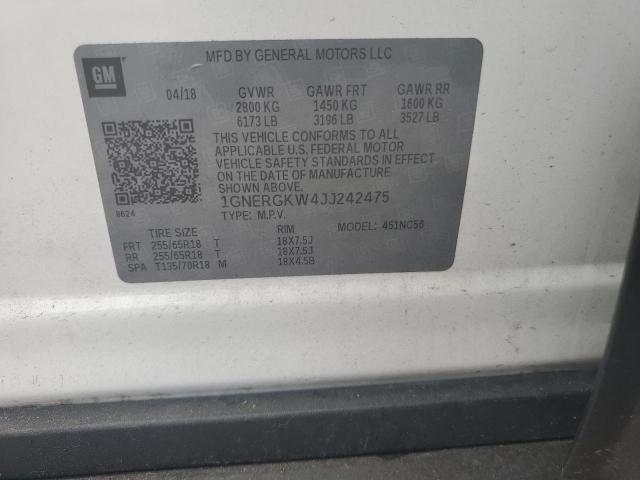 MFD BY GENERAL MOTORS LLC
GM
04/18 GVWR GAWR FRT GAWR RR
2800 KG 1450 KG 1600 KG
6173 LB 3196 LB 3527 LB
THIS VEHICLE CONFORMS TO ALL
APPLICABLE U.S. FEDERAL MOTOR
VEHICLE SAFETY STANDARDS IN EFFECT
ON THE DATE OF MANUFACTURE
SHOWN ABOVE.
1GNERGKW4JJ242475
8624
TYPE: M.P.V. MODEL: 451NC56
TIRE SIZE RIM
FRT 255/65R18 T 18X7.5J
RR 255/65R18 T 18X7.5J
SPA T135/70R18 M 18X4.5B